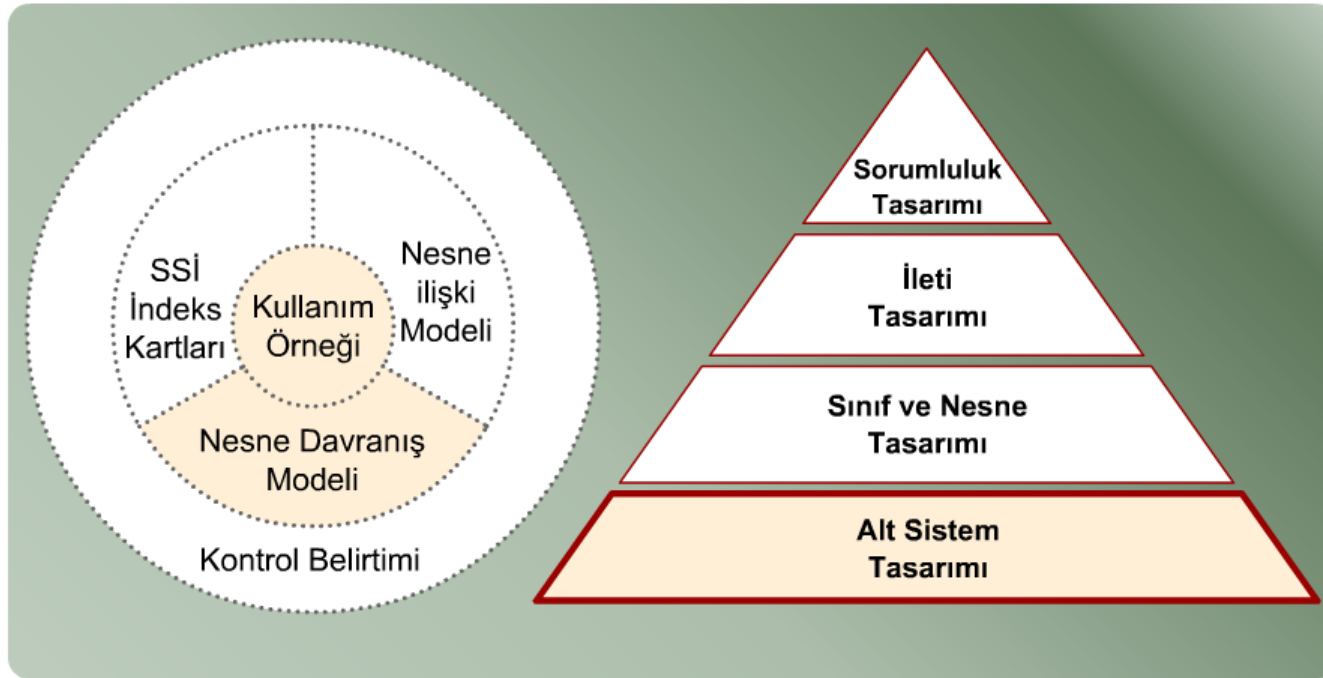 SSİ
İndeks
Kartları
Kullanım
Örneği
Nesne
ilişki
Modeli
Nesne Davranış
Modeli
Kontrol Belirtimi
Sorumluluk
Tasarımı
İleti
Tasarımı
Sınıf ve Nesne
Tasarımı
Alt Sistem
Tasarımı